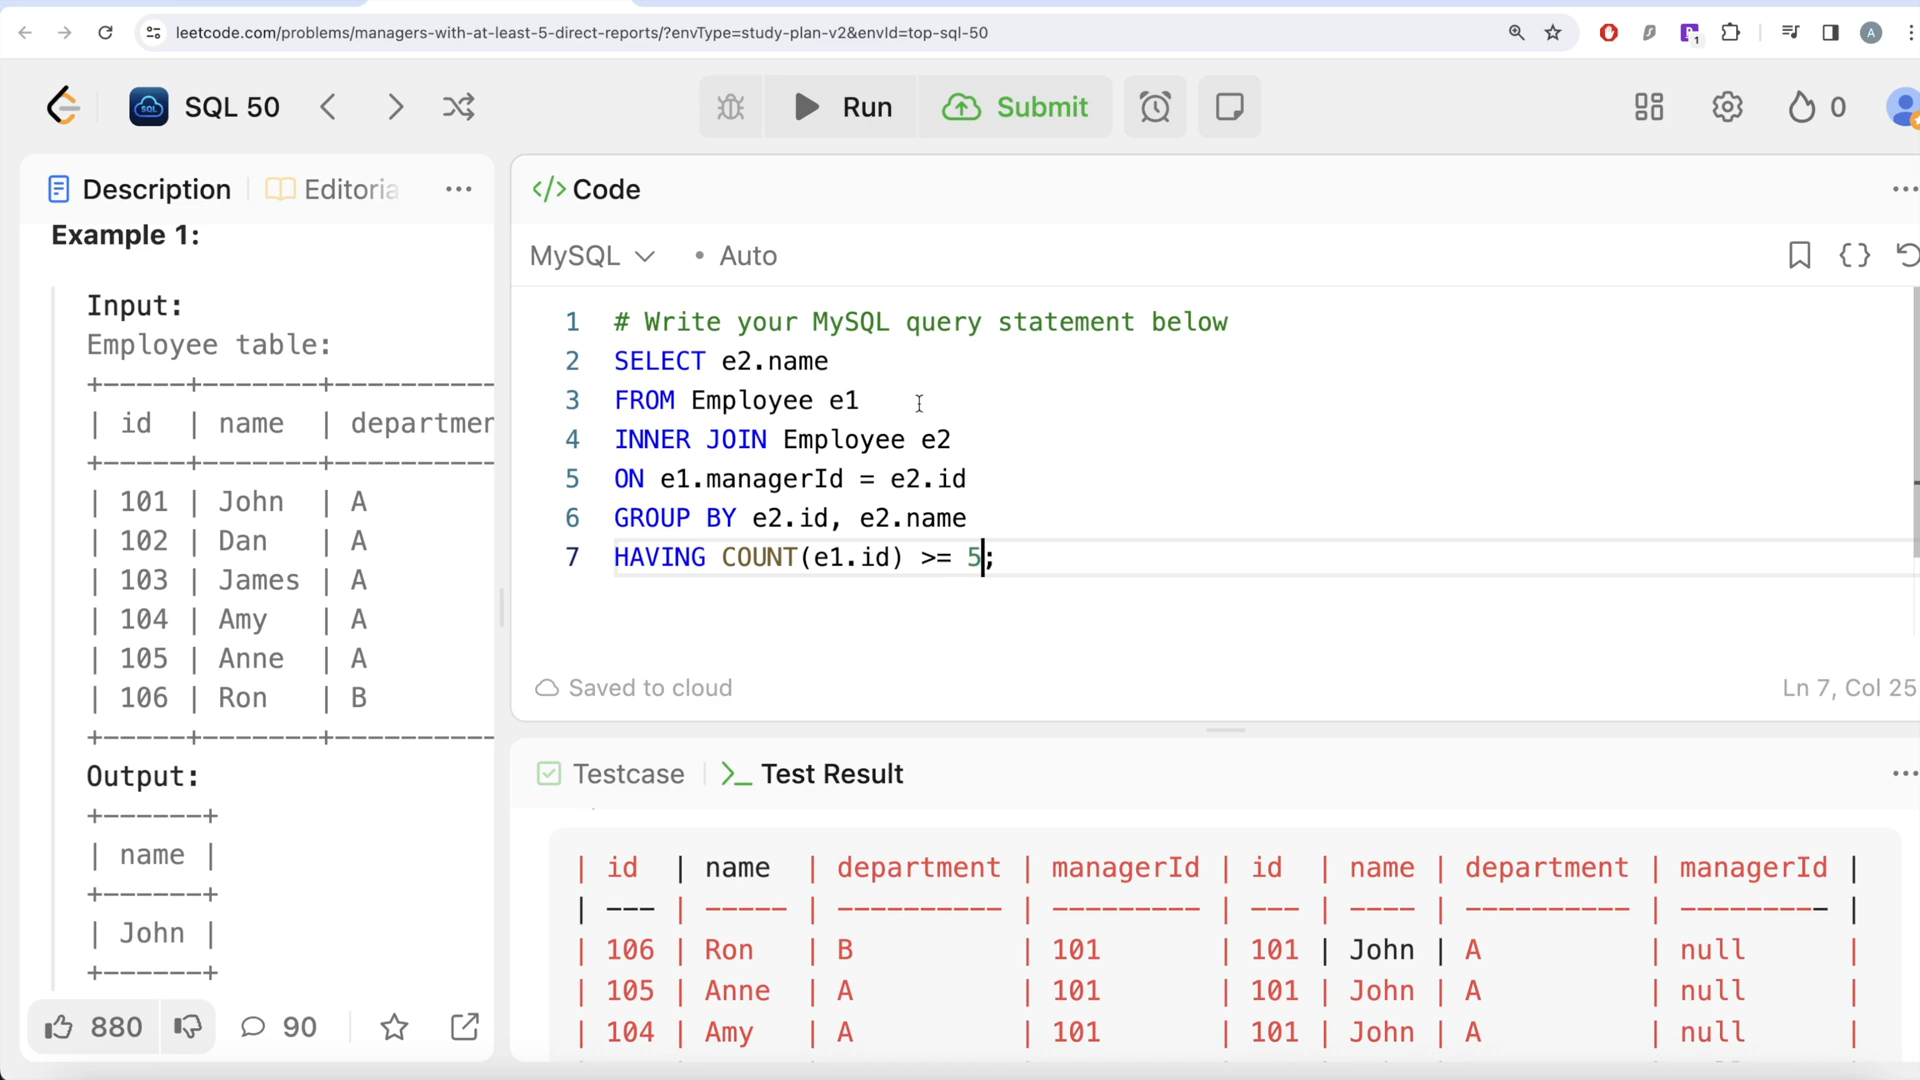 leetcode.com/problems/managers-with-at-least-5-direct-reports/?envType=study-plan-v2&envId=top-sql-50
1
A
SQL 50
Run
Submit
0
Description
Editoria
Example 1:
Input:
Employee table:
+-----+-------+-----------
| id | name | departmen
+-----+-------+-----------
| 101 | John | A
| 102 | Dan | A
| 103 | James | A
| 104 | Amy | A
| 105 | Anne | A
| 106 | Ron | B
+-----+-------+-----------
Output:
+------+
| name |
+------+
| John |
+------+
880
90
</> Code
MySQL • Auto
{}
1 # Write your MySQL query statement below
2 SELECT e2.name
3 FROM Employee e1
4 INNER JOIN Employee e2
5 ON e1.managerId = e2.id
6 GROUP BY e2.id, e2.name
7 HAVING COUNT(e1.id) >= 5;
Saved to cloud
Ln 7, Col 25
Testcase
>_ Test Result
| id | name | department | managerId | id | name | department | managerId |
| --- | ----- | ---------- | --------- | --- | ---- | ---------- | --------- |
| 106 | Ron | B | 101 | 101 | John | A | null |
| 105 | Anne | A | 101 | 101 | John | A | null |
| 104 | Amy | A | 101 | 101 | John | A | null |